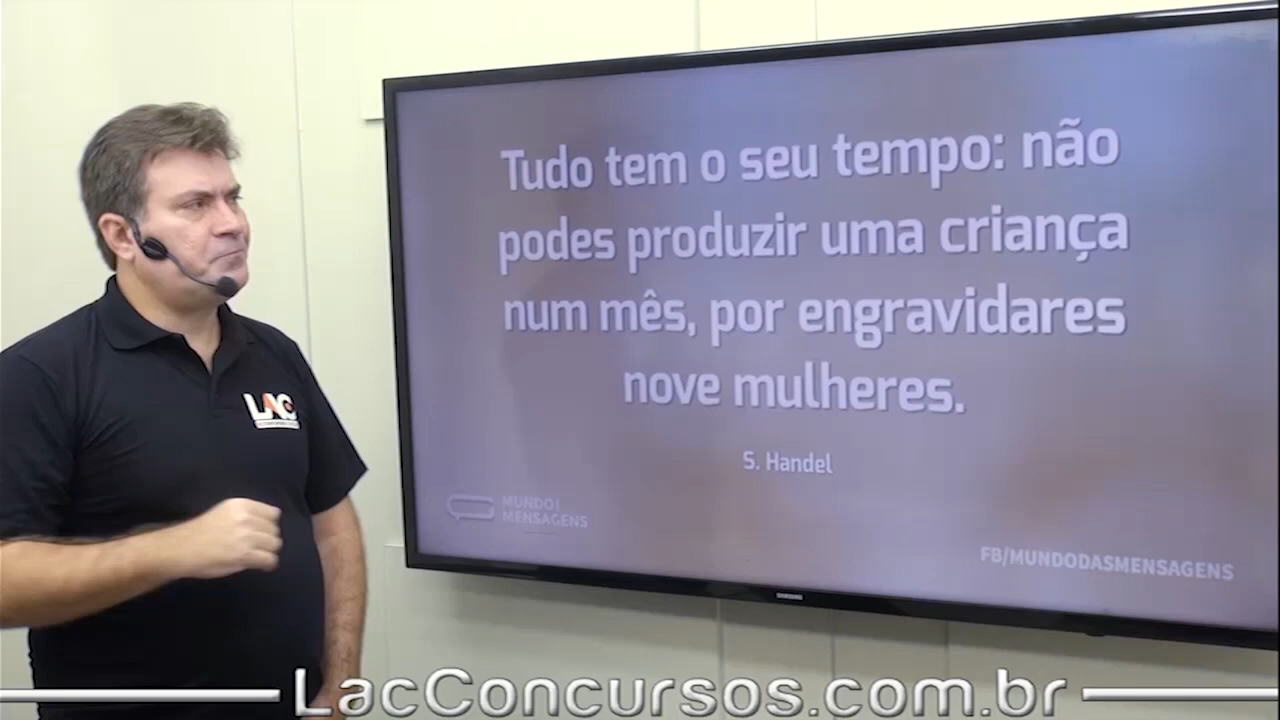 Tudo tem o seu tempo: não
podes produzir uma criança
num mês, por engravidares
nove mulheres.
S. Handel
MUNDO!
MENSAGENS
FB/MUNDODASMENSAGENS
SAMSUNG
LAC
LacConcursos.com.br